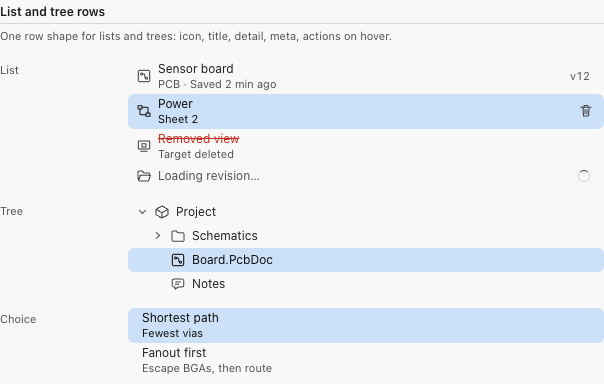 List and tree rows
One row shape for lists and trees: icon, title, detail, meta, actions on hover.
List
Sensor board
PCB · Saved 2 min ago
v12
Power
Sheet 2
Removed view
Target deleted
Loading revision...
Tree
Project
Schematics
Board.PcbDoc
Notes
Choice
Shortest path
Fewest vias
Fanout first
Escape BGAs, then route